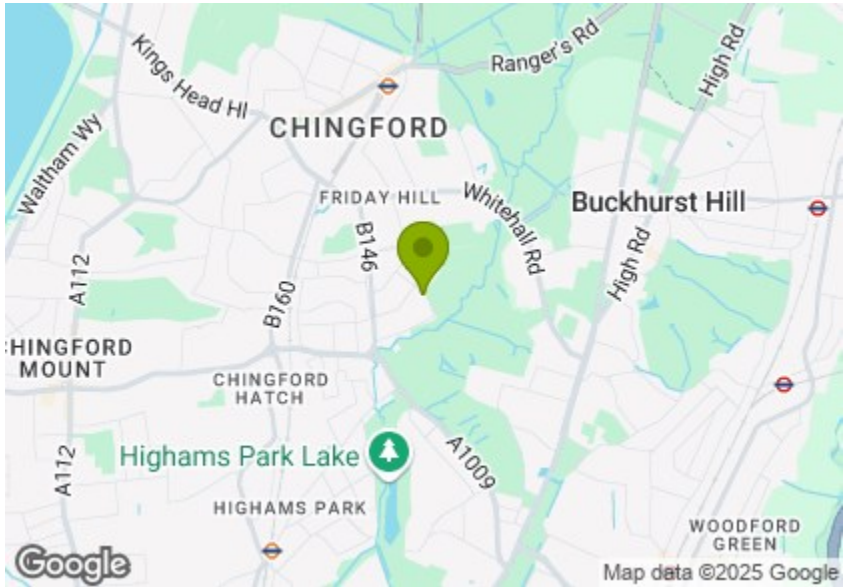 Ranger's Rd
High Rd
Kings Head Hl
CHINGFORD
Waltham Wy
FRIDAY HILL
Whitehall Rd
Buckhurst Hill
B146
A112
B160
High Rd
CHINGFORD
MOUNT
CHINGFORD
HATCH
Highams Park Lake
A1009
A112
HIGHAMS PARK
WOODFORD
GREEN
Google
Map data ©2025 Google